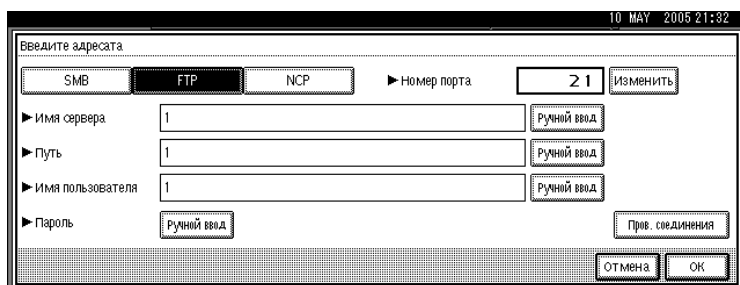 10 MAY 2005 21:32
Введите адресата
SMB FTP NCP ►Номер порта 21 Изменить
►Имя сервера 1 Ручной ввод
►Путь 1 Ручной ввод
►Имя пользователя 1 Ручной ввод
►Пароль Ручной ввод Пров. соединения
Отмена OK